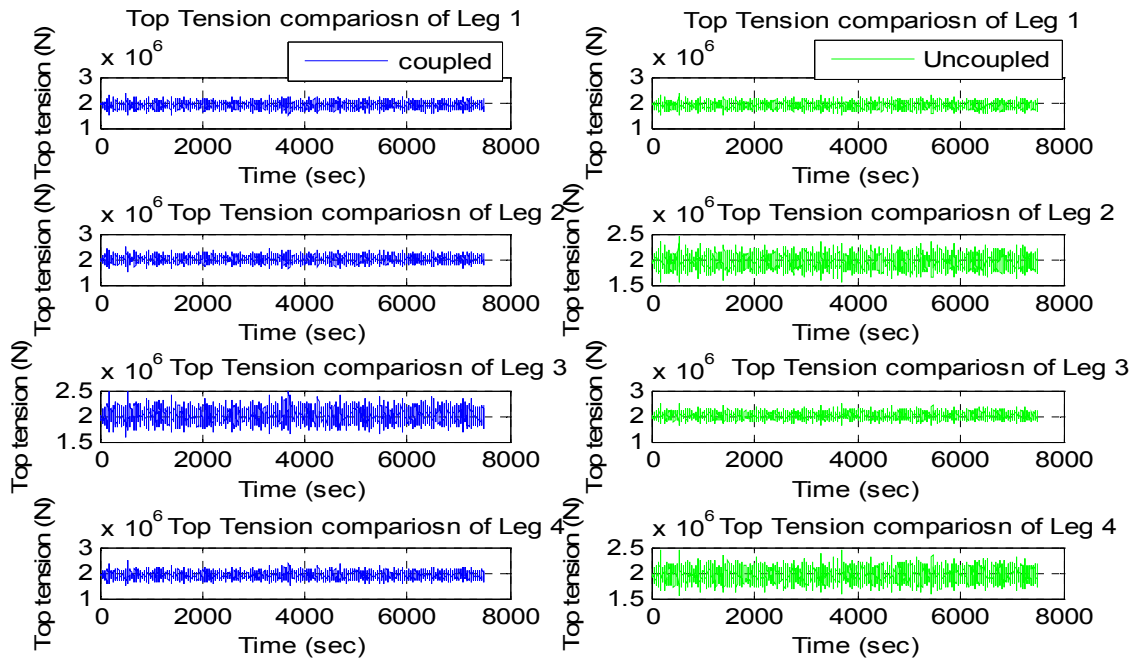 Top Tension compariosn of Leg 1
x 10^6
coupled
3
2
1
Top tension (N)
0 2000 4000 6000 8000
Time (sec)
Top Tension compariosn of Leg 1
x 10^6
Uncoupled
3
2
1
Top tension (N)
0 2000 4000 6000 8000
Time (sec)
x 10^6 Top Tension compariosn of Leg 2
3
2
1
Top tension (N)
0 2000 4000 6000 8000
Time (sec)
x 10^6 Top Tension compariosn of Leg 2
2.5
2
1.5
Top tension (N)
0 2000 4000 6000 8000
Time (sec)
x 10^6 Top Tension compariosn of Leg 3
2.5
2
1.5
Top tension (N)
0 2000 4000 6000 8000
Time (sec)
x 10^6 Top Tension compariosn of Leg 3
3
2
1
Top tension (N)
0 2000 4000 6000 8000
Time (sec)
x 10^6 Top Tension compariosn of Leg 4
3
2
1
Top tension (N)
0 2000 4000 6000 8000
Time (sec)
x 10^6 Top Tension compariosn of Leg 4
2.5
2
1.5
Top tension (N)
0 2000 4000 6000 8000
Time (sec)